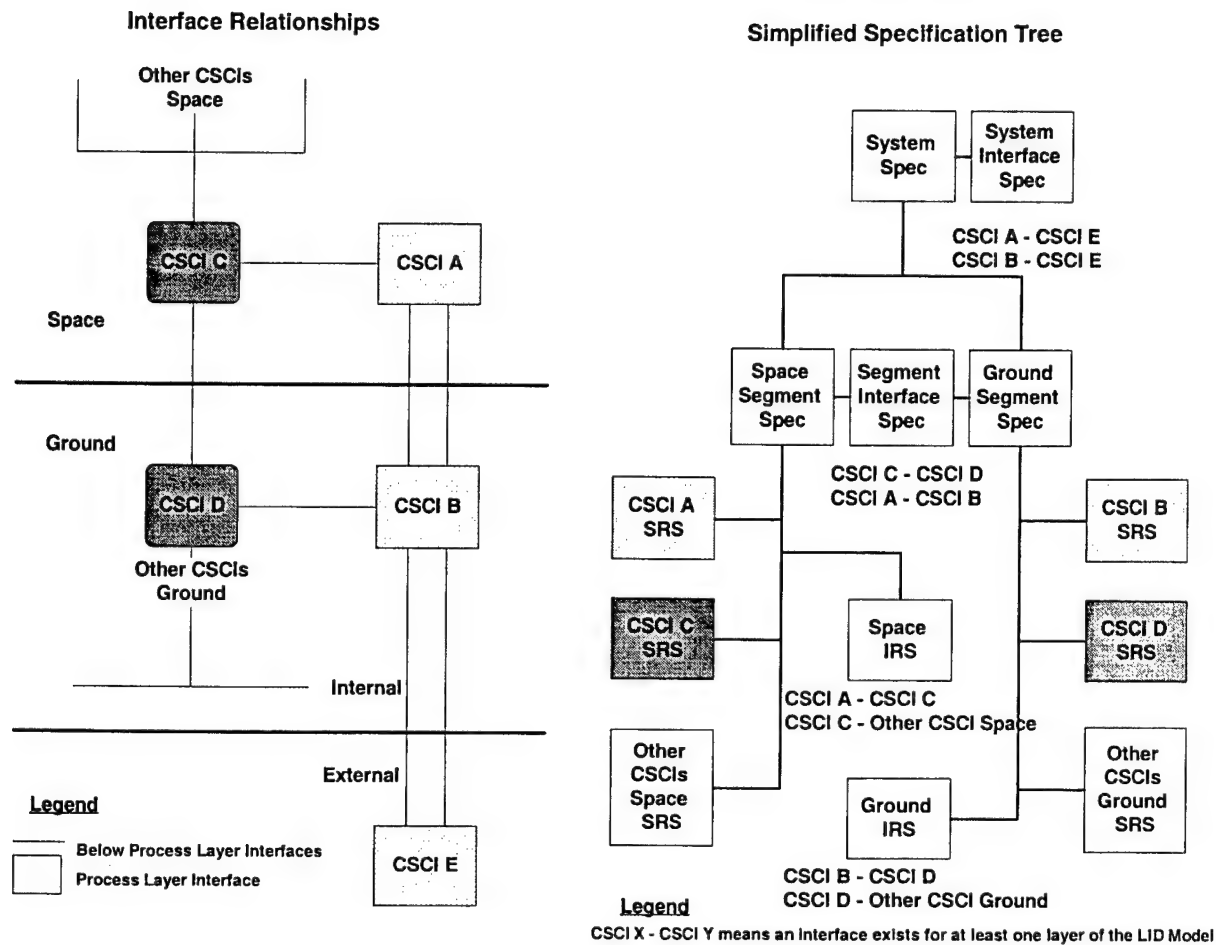 Interface Relationships
Other CSCIs
Space
CSCI C
CSCI A
Space
Ground
CSCI D
CSCI B
Other CSCIs
Ground
Internal
External
Legend
Below Process Layer Interfaces
Process Layer Interface
CSCI E
Simplified Specification Tree
System
Spec
System
Interface
Spec
CSCI A - CSCI E
CSCI B - CSCI E
Space
Segment
Spec
Segment
Interface
Spec
Ground
Segment
Spec
CSCI C - CSCI D
CSCI A - CSCI B
CSCI A
SRS
CSCI B
SRS
CSCI C
SRS
Space
IRS
CSCI D
SRS
CSCI A - CSCI C
CSCI C - Other CSCI Space
Other
CSCIs
Space
SRS
Ground
IRS
Other
CSCIs
Ground
SRS
CSCI B - CSCI D
CSCI D - Other CSCI Ground
Legend
CSCI X - CSCI Y means an interface exists for at least one layer of the LID Model